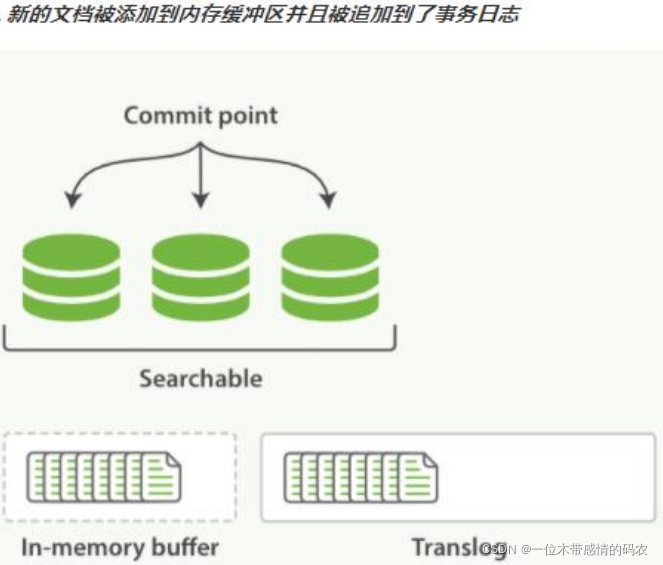 . 新的文档被添加到内存缓冲区并且被追加到了事务日志
Commit point
Searchable
In-memory buffer
Translog
CSDN @一位木带感情的码农